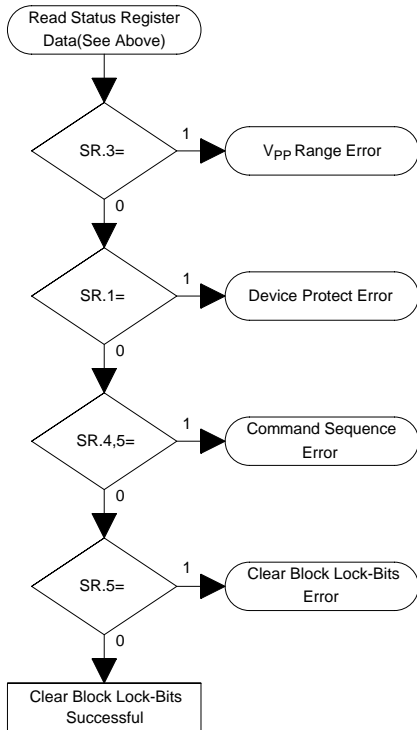 Read Status Register
Data(See Above)
SR.3=
1
VPP Range Error
0
SR.1=
1
Device Protect Error
0
SR.4,5=
1
Command Sequence
Error
0
SR.5=
1
Clear Block Lock-Bits
Error
0
Clear Block Lock-Bits
Successful